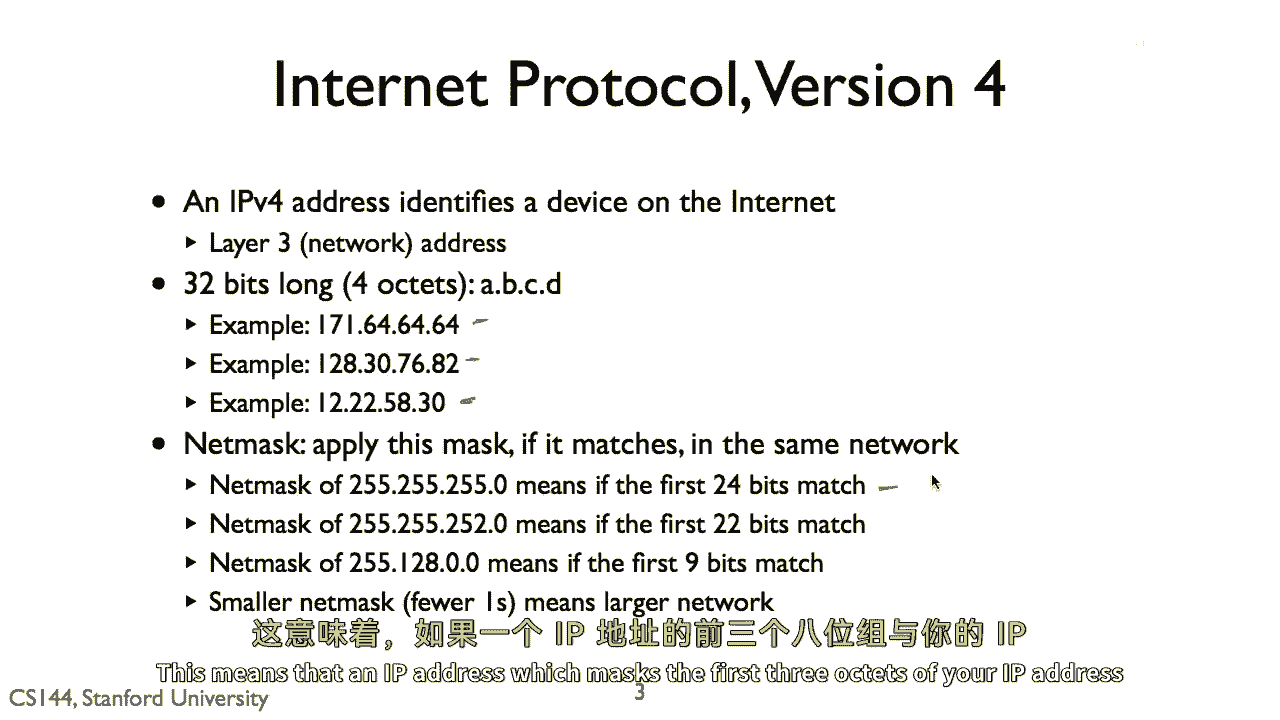 Internet Protocol, Version 4
• An IPv4 address identifies a device on the Internet
▸ Layer 3 (network) address
• 32 bits long (4 octets): a.b.c.d
▸ Example: 171.64.64.64
▸ Example: 128.30.76.82
▸ Example: 12.22.58.30
• Netmask: apply this mask, if it matches, in the same network
▸ Netmask of 255.255.255.0 means if the first 24 bits match
▸ Netmask of 255.255.252.0 means if the first 22 bits match
▸ Netmask of 255.128.0.0 means if the first 9 bits match
▸ Smaller netmask (fewer 1s) means larger network
这意味着，如果一个 IP 地址的前三个八位组与你的 IP
This means that an IP address which masks the first three octets of your IP address
CS144, Stanford University
3